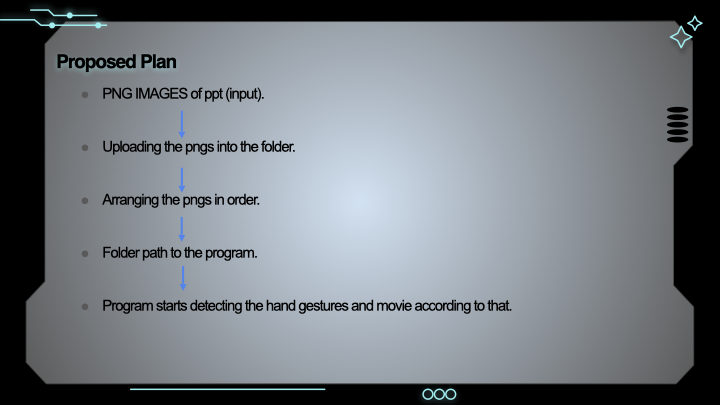 Proposed Plan
PNG IMAGES of ppt (input).
Uploading the pngs into the folder.
Arranging the pngs in order.
Folder path to the program.
Program starts detecting the hand gestures and movie according to that.